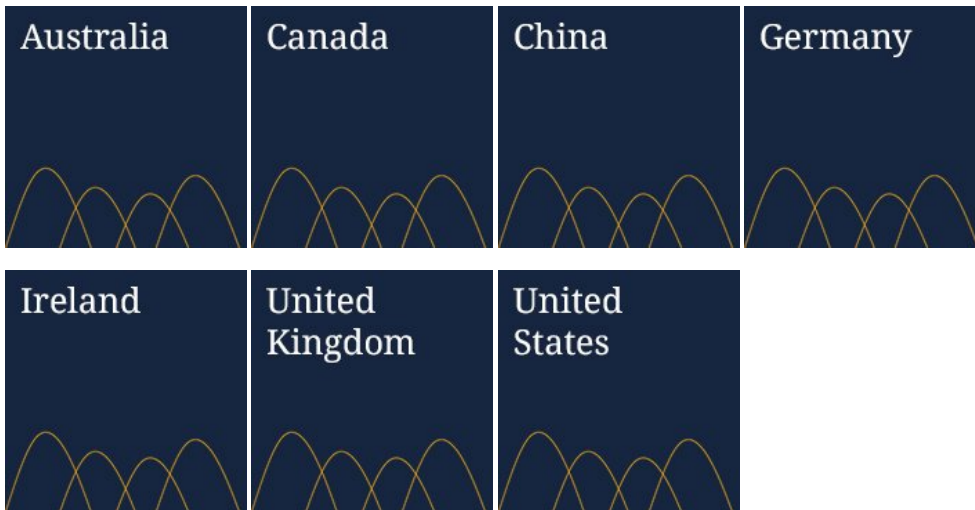 Australia
Canada
China
Germany
Ireland
United
Kingdom
United
States